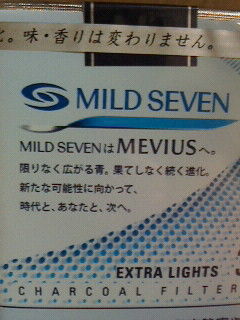 。味・香りは変わりません。
MILD SEVEN
MILD SEVENはMEVIUSへ。
限りなく広がる青。果てしなく続く進化。
新たな可能性に向かって、
時代と、あなたと、次へ。
EXTRA LIGHTS
CHARCOAL FILTER